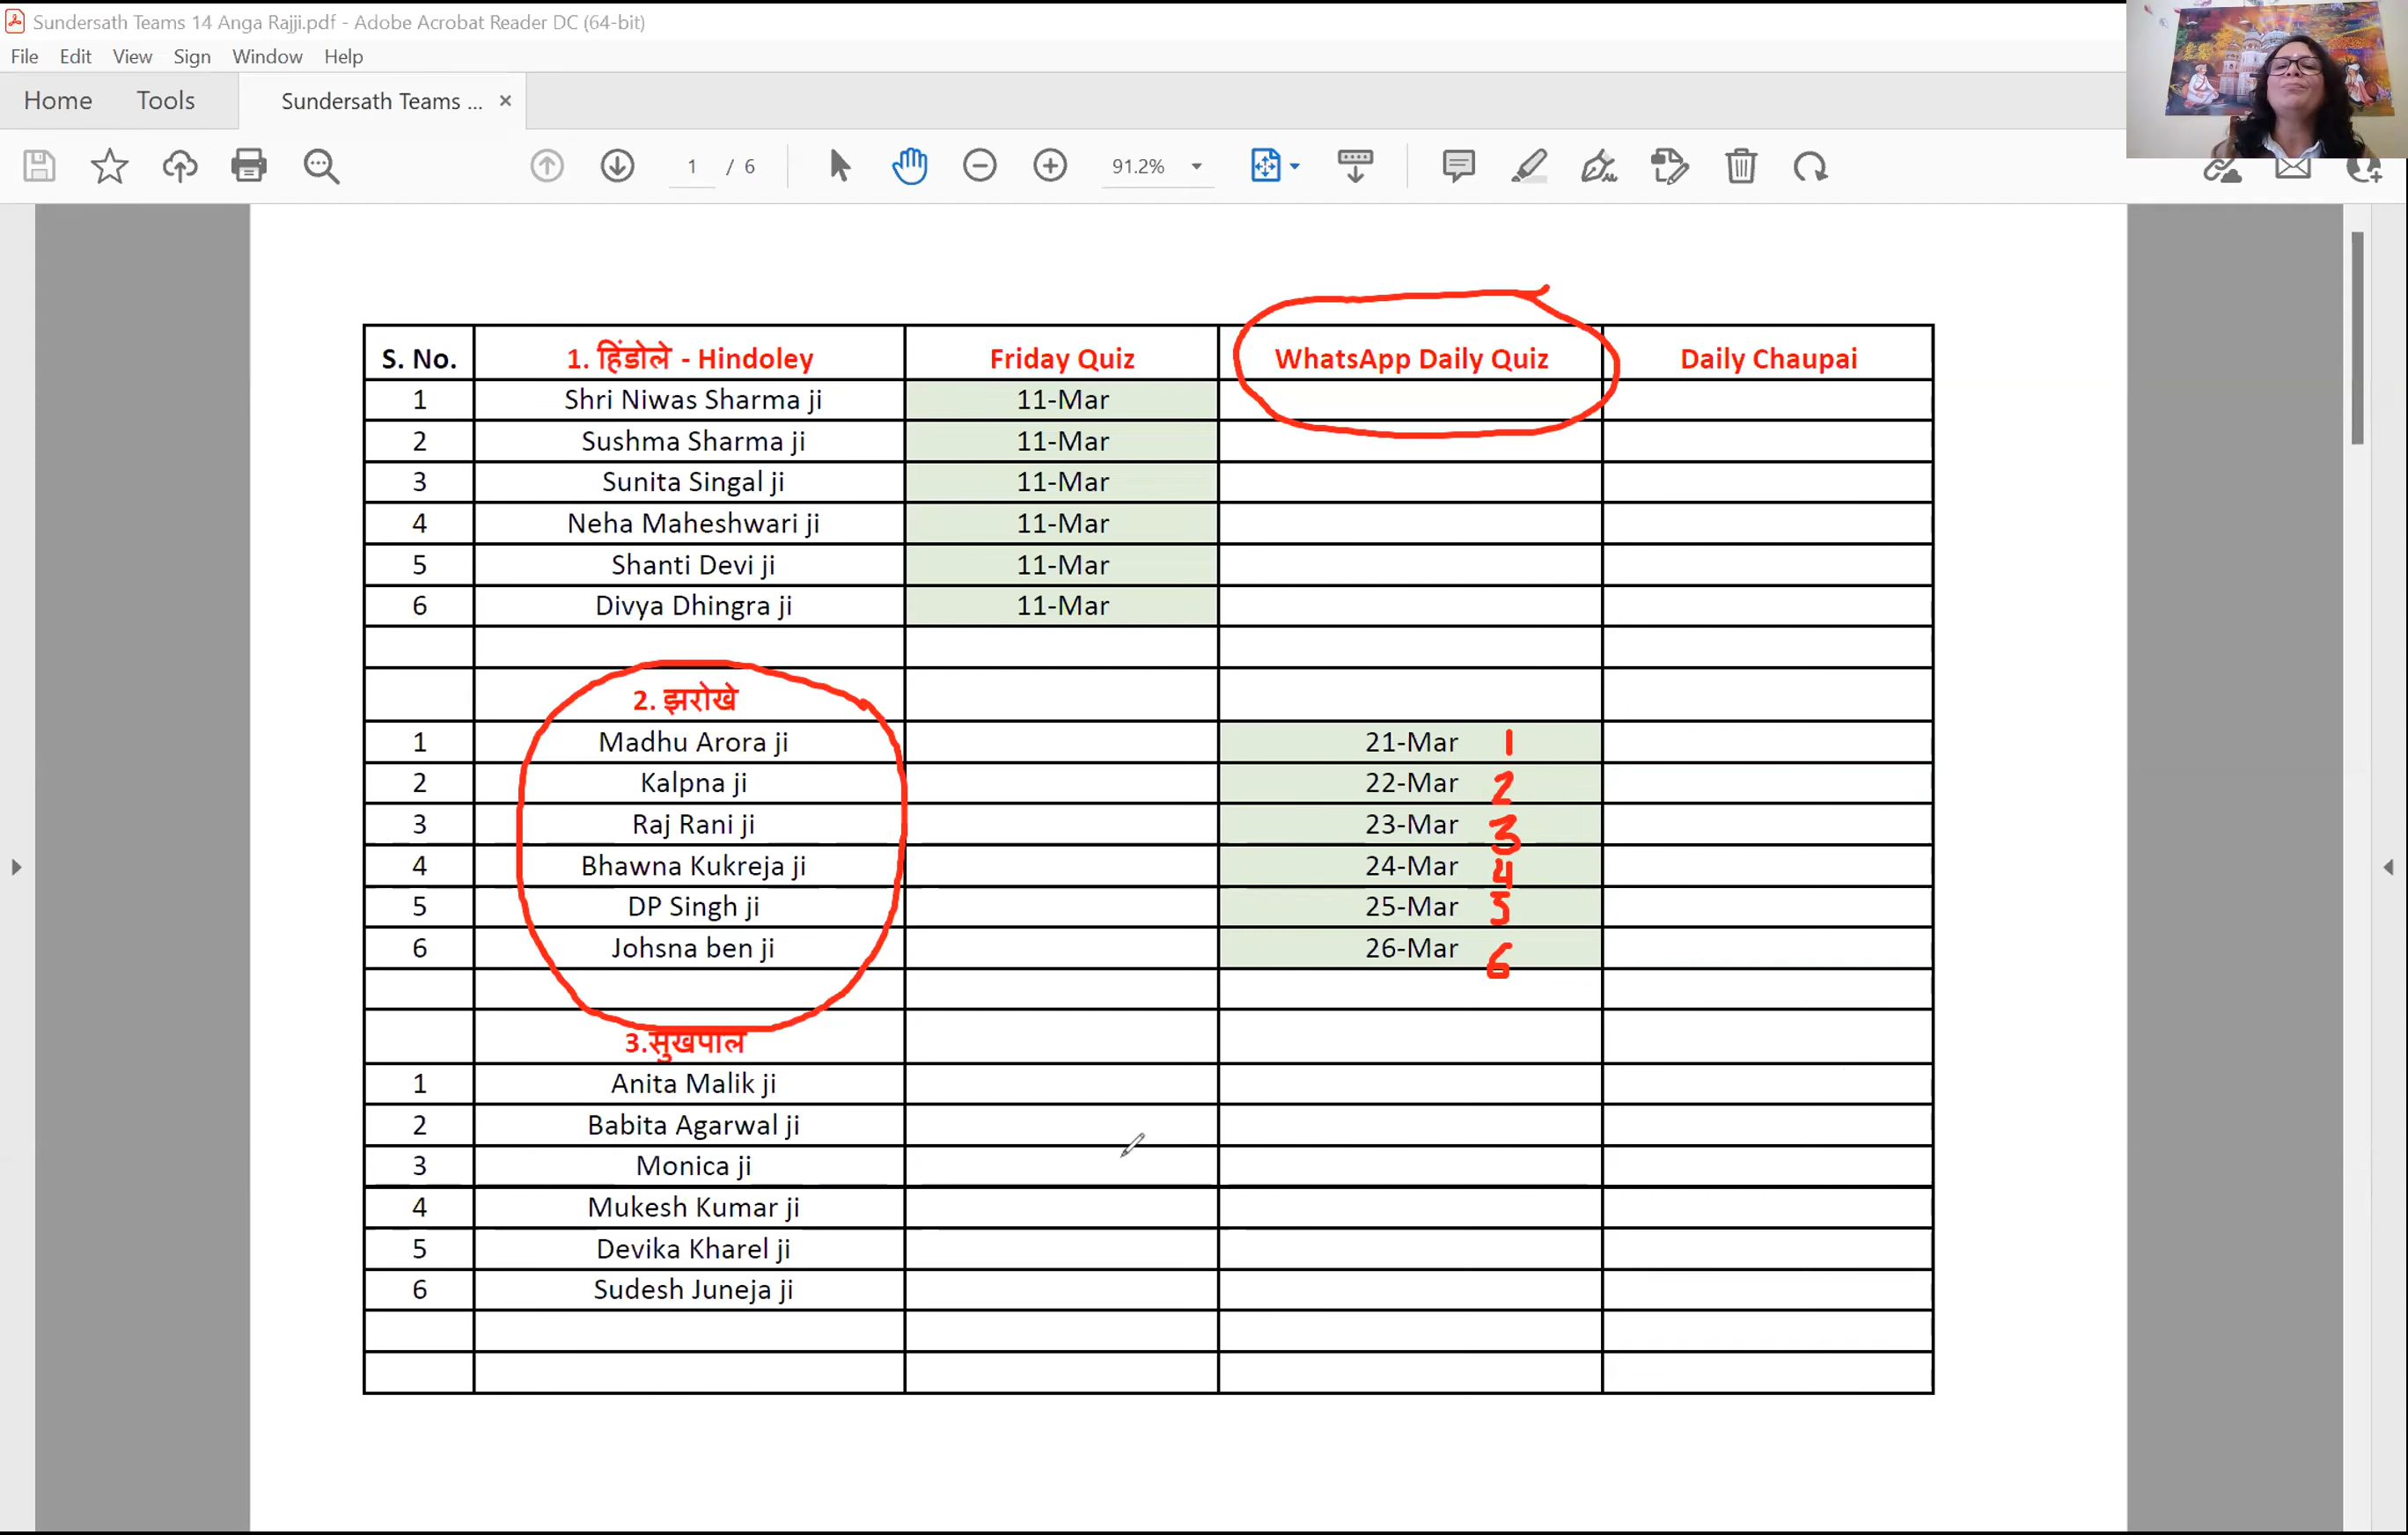 Sundersath Teams 14 Anga Rajji.pdf - Adobe Acrobat Reader DC (64-bit)
File Edit View Sign Window Help
Home Tools Sundersath Teams ... ×
1 / 6 91.2%
S. No. 1. हिंडोले - Hindoley Friday Quiz WhatsApp Daily Quiz Daily Chaupai
1 Shri Niwas Sharma ji 11-Mar
2 Sushma Sharma ji 11-Mar
3 Sunita Singal ji 11-Mar
4 Neha Maheshwari ji 11-Mar
5 Shanti Devi ji 11-Mar
6 Divya Dhingra ji 11-Mar
2. झरोखे
1 Madhu Arora ji 21-Mar 1
2 Kalpna ji 22-Mar 2
3 Raj Rani ji 23-Mar 3
4 Bhawna Kukreja ji 24-Mar 4
5 DP Singh ji 25-Mar 5
6 Johsna ben ji 26-Mar 6
3.सुखपाल
1 Anita Malik ji
2 Babita Agarwal ji
3 Monica ji
4 Mukesh Kumar ji
5 Devika Kharel ji
6 Sudesh Juneja ji